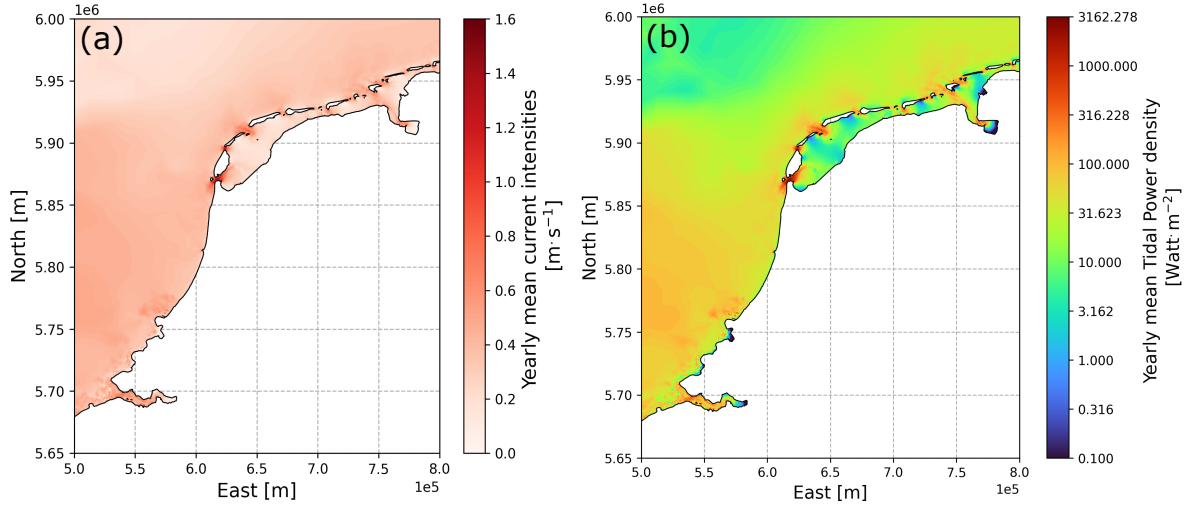 1e6
(a)
6.00
5.95
5.90
5.85
5.80
5.75
5.70
5.65
North [m]
5.0 5.5 6.0 6.5 7.0 7.5 8.0
1e5
East [m]
1.6
1.4
1.2
1.0
0.8
0.6
0.4
0.2
0.0
Yearly mean current intensities
[m·s⁻¹]
1e6
(b)
6.00
5.95
5.90
5.85
5.80
5.75
5.70
5.65
North [m]
5.0 5.5 6.0 6.5 7.0 7.5 8.0
1e5
East [m]
3162.278
1000.000
316.228
100.000
31.623
10.000
3.162
1.000
0.316
0.100
Yearly mean Tidal Power density
[Watt·m⁻²]